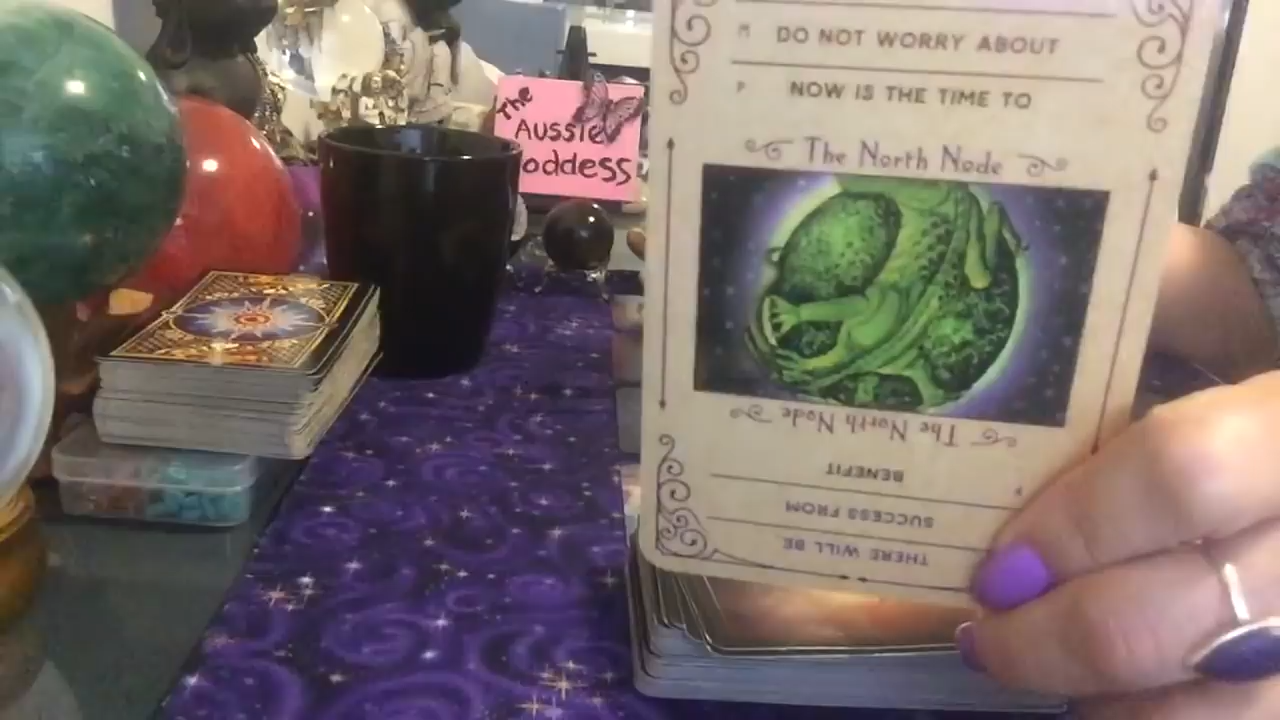 The
AUSSIE
oddess
M DO NOT WORRY ABOUT
P NOW IS THE TIME TO
The North Node
The North Node
BENEFIT
SUCCESS FROM
THERE WILL BE